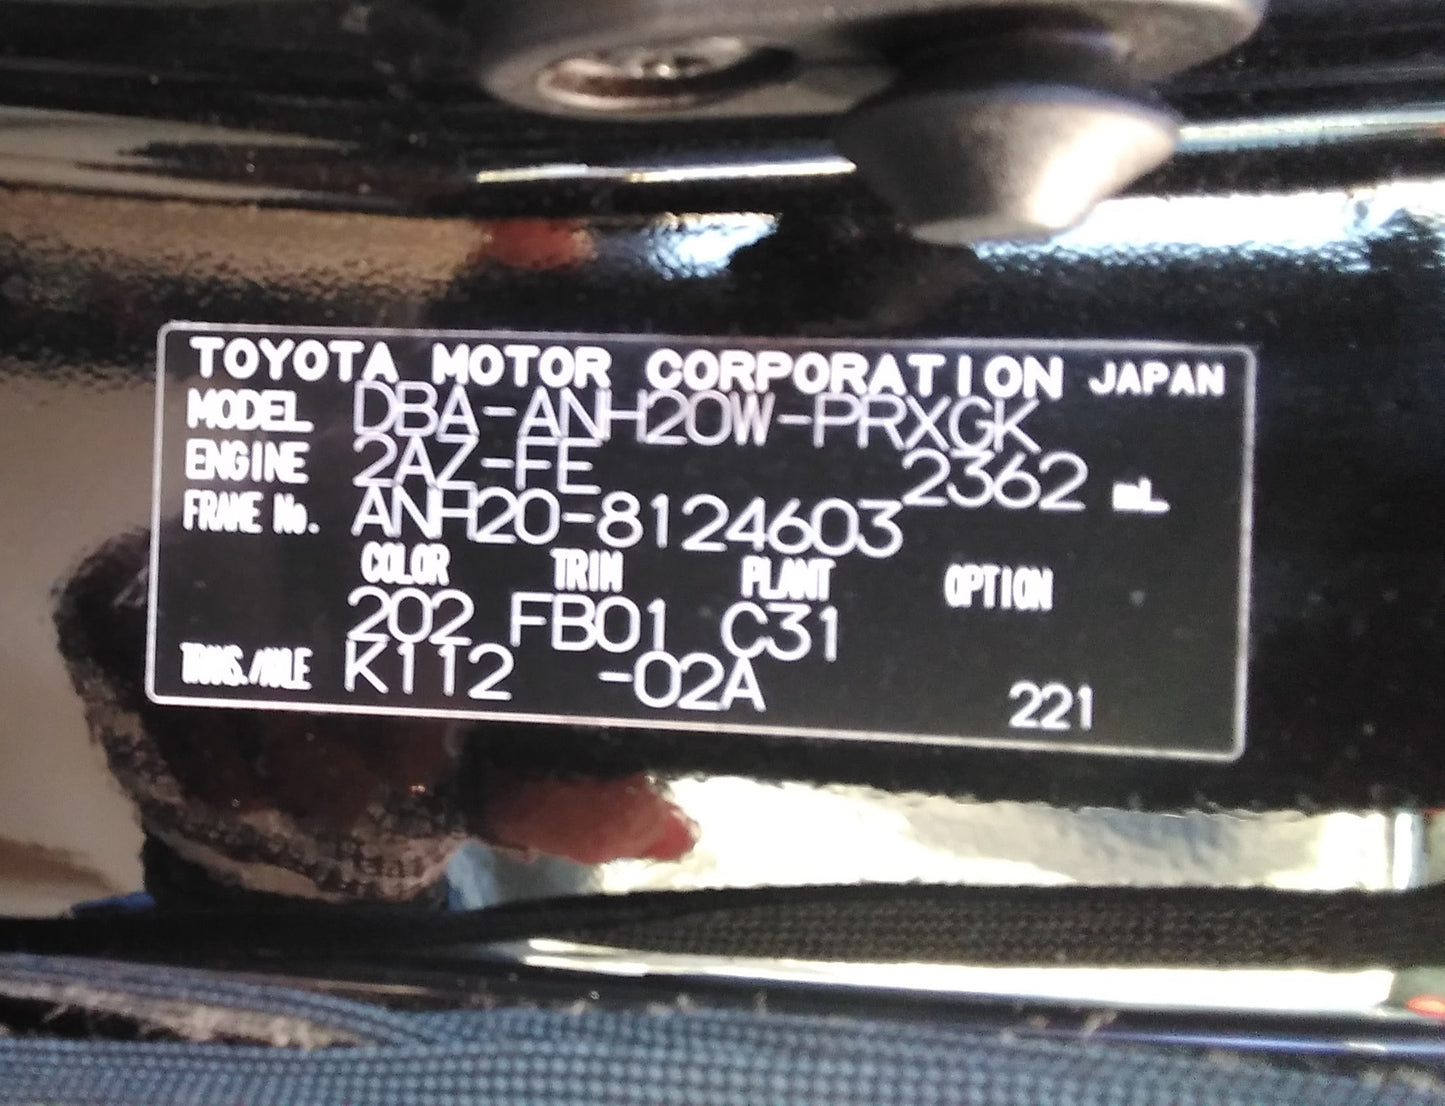 TOYOTA MOTOR CORPORATION JAPAN
MODEL DBA-ANH20W-PRXGK
ENGINE 2AZ-FE 2362 mL
FRAME No. ANH20-8124603
COLOR TRIM PLANT OPTION
202 FB01 C31
TRANS./AXLE K112 -02A 221